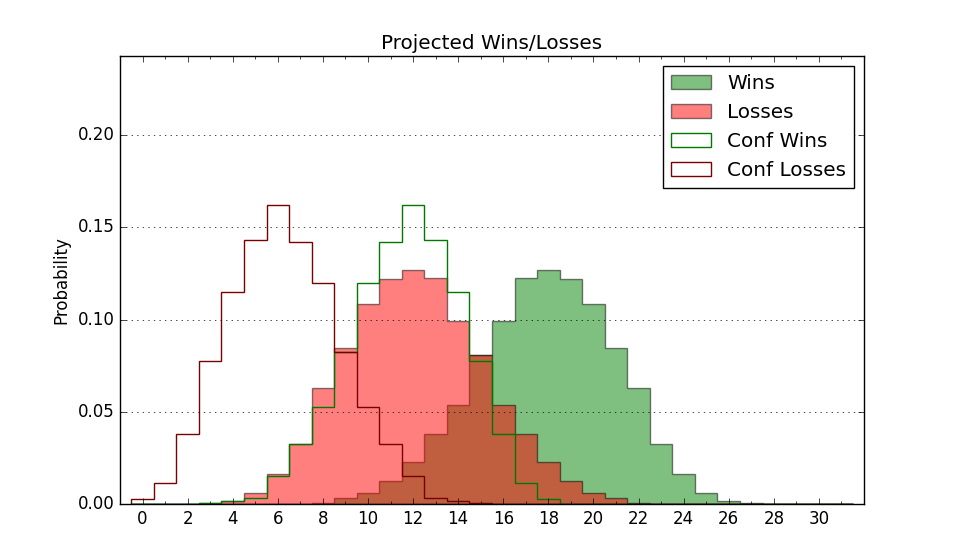 Projected Wins/Losses
Wins
Losses
Conf Wins
Conf Losses
Probability
0.20
0.15
0.10
0.05
0.00
0 2 4 6 8 10 12 14 16 18 20 22 24 26 28 30